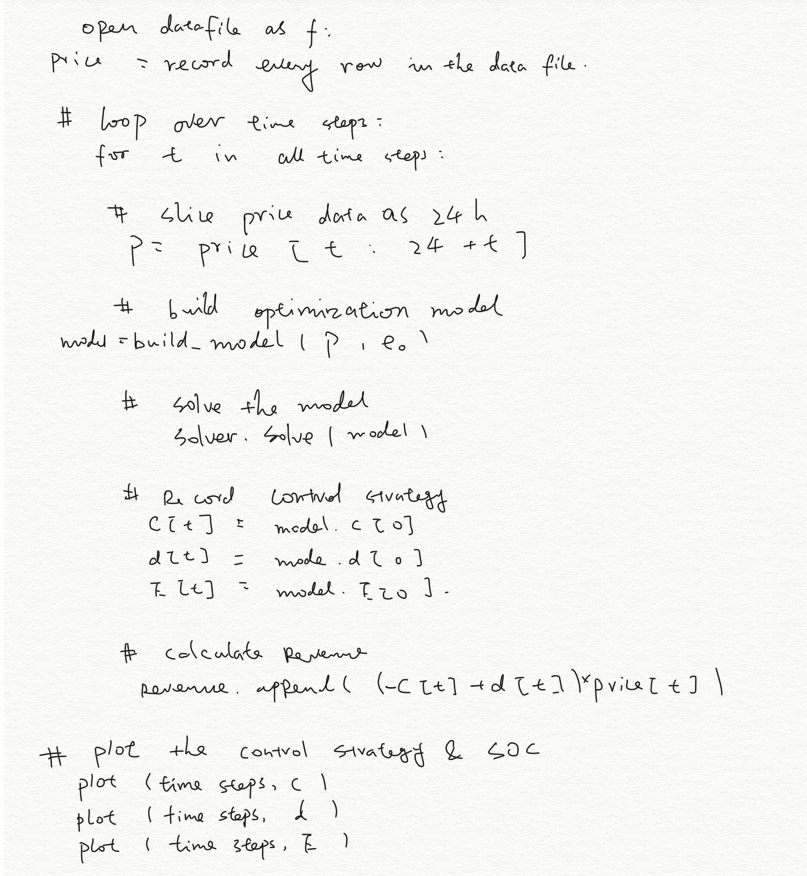 open datafile as f:
price = record every row in the data file.
# loop over time steps:
for t in all time steps:
# slice price data as 24 h
P = price [ t : 24 + t ]
# build optimization model
model = build_model ( P , e₀ )
# solve the model
solver. solve ( model )
# Record control strategy
C[t] = model. c [0]
d[t] = mode. d [0]
E [t] = model. E[0].
# calculate Revenue
Revenue. append ( (-C[t] + d[t])*price[t] )
# plot the control strategy & SOC
plot (time steps, c )
plot (time steps, d )
plot ( time steps, E )